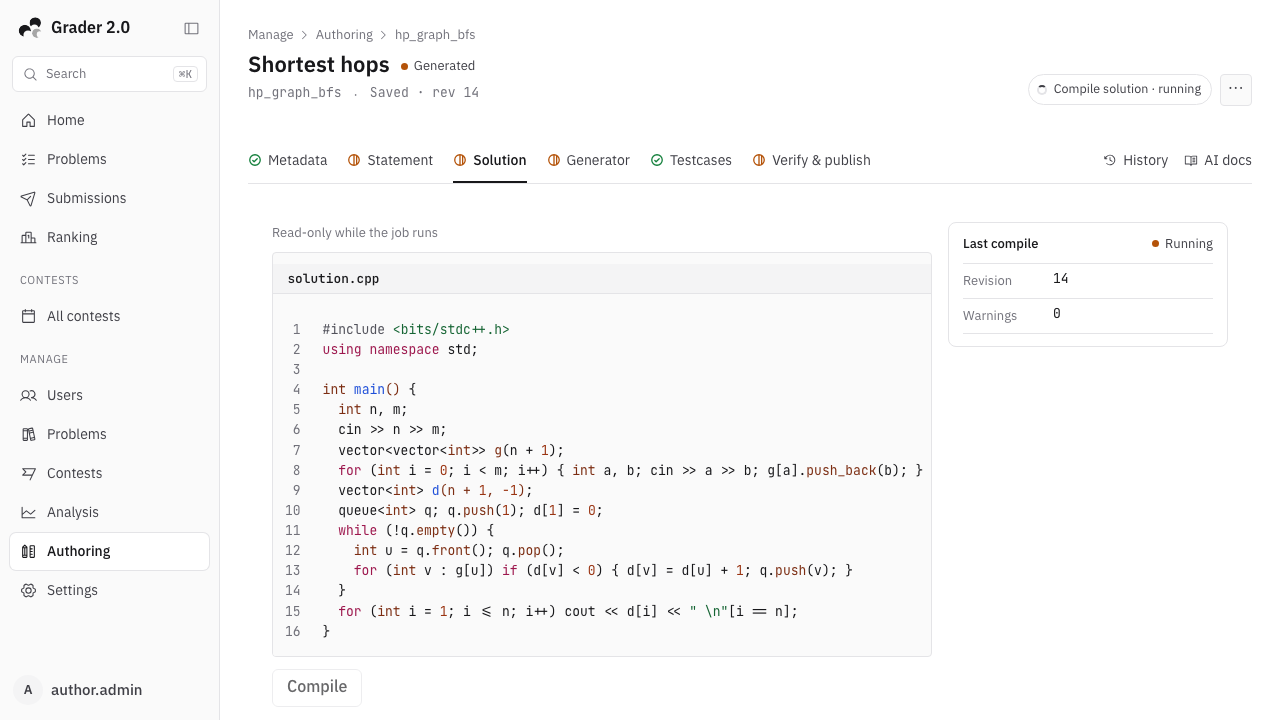 Grader 2.0
Search ⌘K
Home
Problems
Submissions
Ranking
CONTESTS
All contests
MANAGE
Users
Problems
Contests
Analysis
Authoring
Settings
A author.admin
Manage > Authoring > hp_graph_bfs
Shortest hops Generated
hp_graph_bfs · Saved · rev 14
Compile solution · running ···
Metadata Statement Solution Generator Testcases Verify & publish History AI docs
Read-only while the job runs
solution.cpp
1 #include <bits/stdc++.h>
2 using namespace std;
3
4 int main() {
5 int n, m;
6 cin >> n >> m;
7 vector<vector<int>> g(n + 1);
8 for (int i = 0; i < m; i++) { int a, b; cin >> a >> b; g[a].push_back(b); }
9 vector<int> d(n + 1, -1);
10 queue<int> q; q.push(1); d[1] = 0;
11 while (!q.empty()) {
12 int u = q.front(); q.pop();
13 for (int v : g[u]) if (d[v] < 0) { d[v] = d[u] + 1; q.push(v); }
14 }
15 for (int i = 1; i <= n; i++) cout << d[i] << " \n"[i == n];
16 }
Compile
Last compile Running
Revision 14
Warnings 0